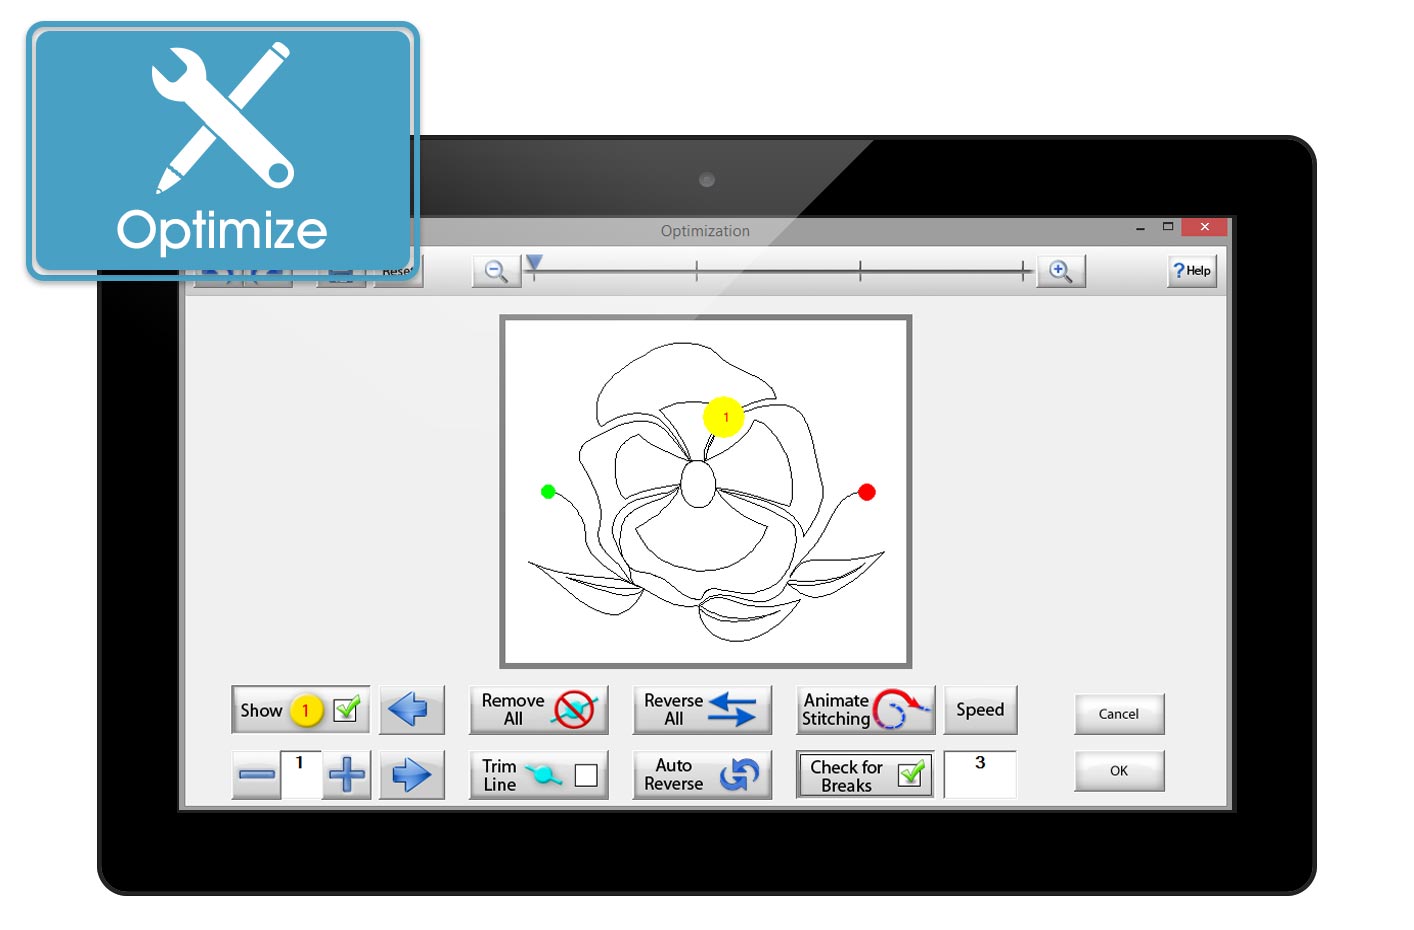 Optimize
Optimization
Reset
? Help
1
Show 1
Remove All
Reverse All
Animate Stitching
Speed
Cancel
1
Trim Line
Auto Reverse
Check for Breaks
3
OK